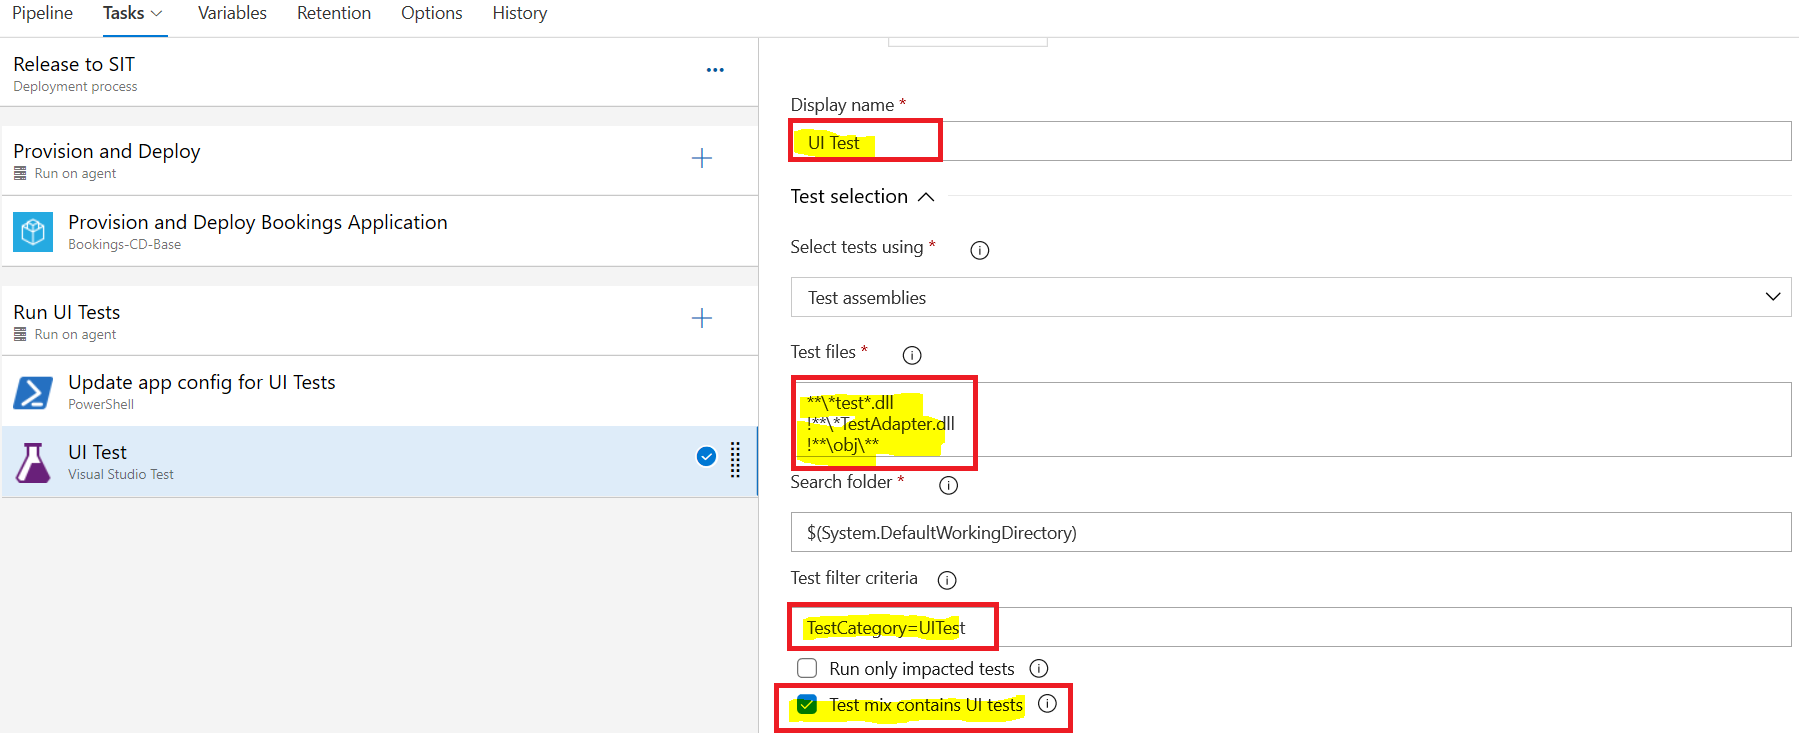 Pipeline Tasks Variables Retention Options History
Release to SIT
Deployment process
Provision and Deploy
Run on agent
Provision and Deploy Bookings Application
Bookings-CD-Base
Run UI Tests
Run on agent
Update app config for UI Tests
PowerShell
UI Test
Visual Studio Test
Display name *
UI Test
Test selection
Select tests using *
Test assemblies
Test files *
**\*test*.dll
!**\*TestAdapter.dll
!**\obj\**
Search folder *
$(System.DefaultWorkingDirectory)
Test filter criteria
TestCategory=UITest
Run only impacted tests
Test mix contains UI tests